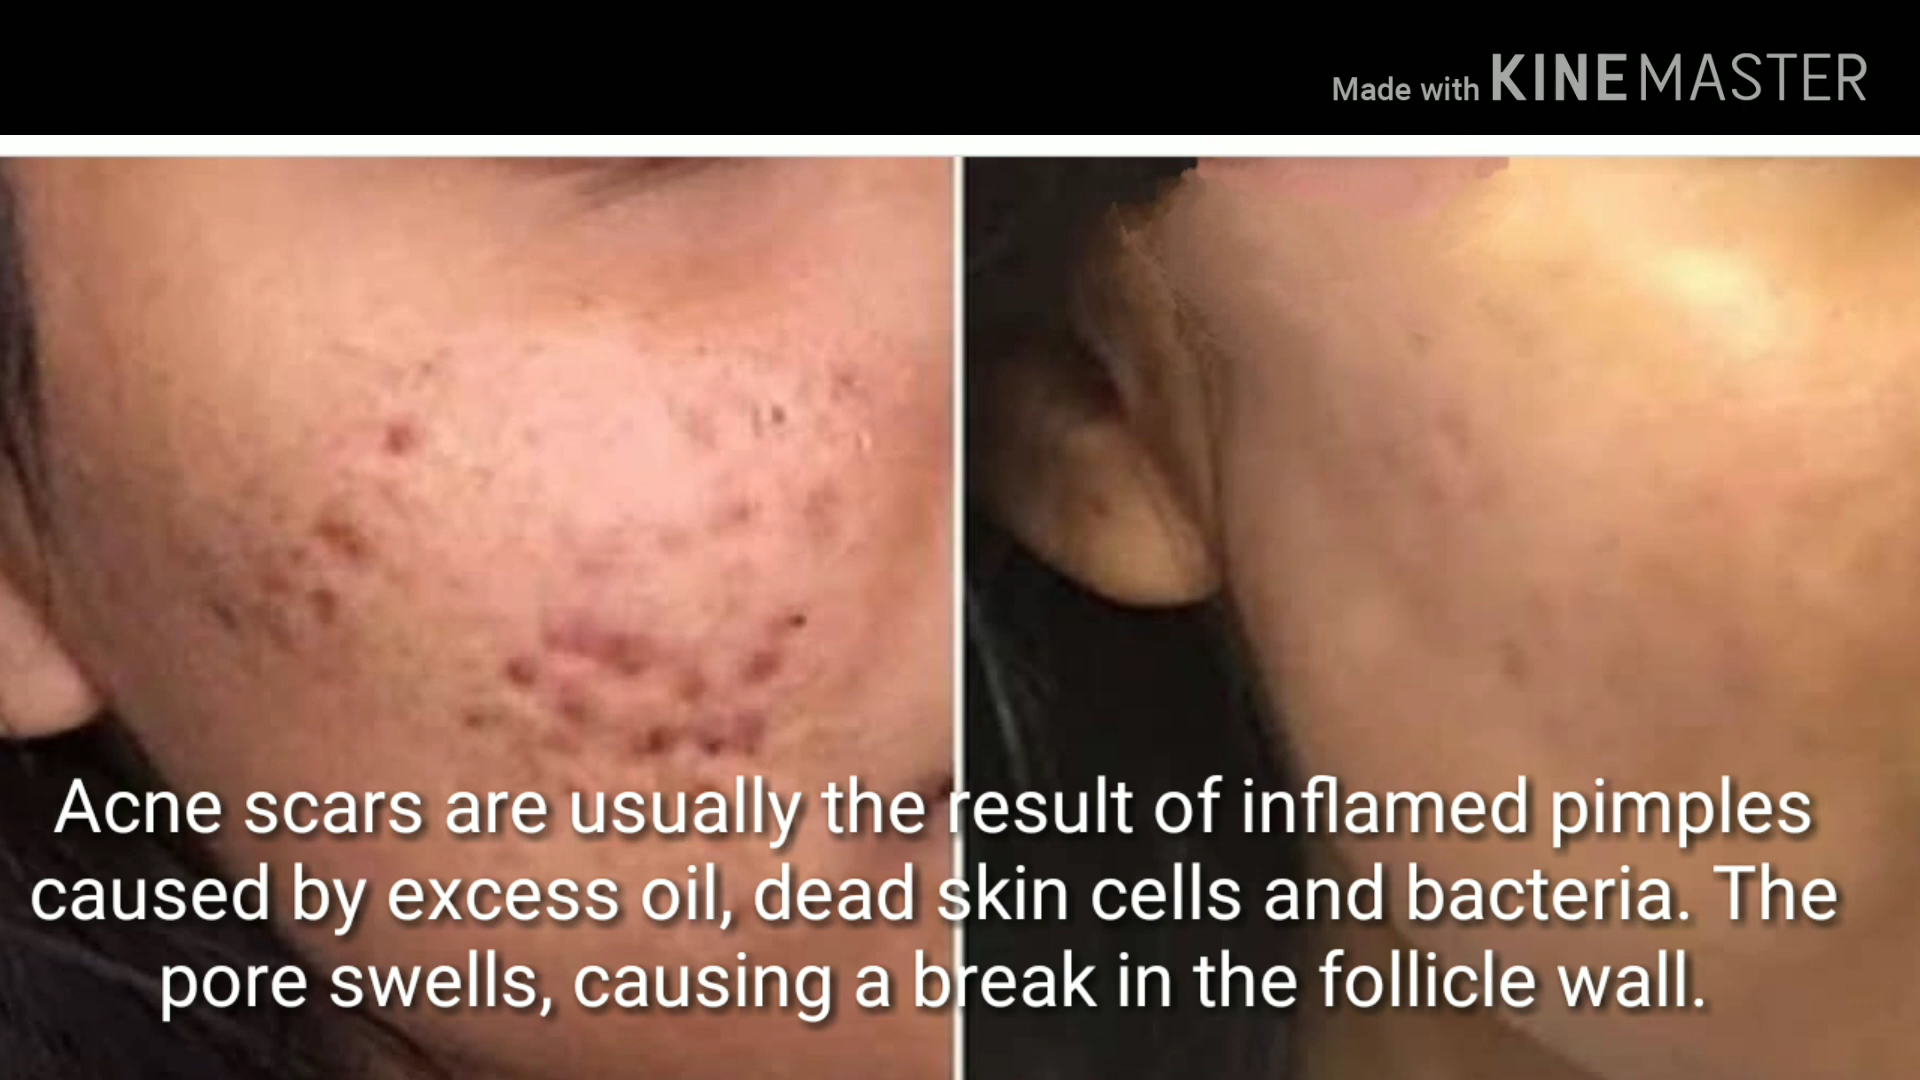 Made with KINEMASTER
Acne scars are usually the result of inflamed pimples
caused by excess oil, dead skin cells and bacteria. The
pore swells, causing a break in the follicle wall.